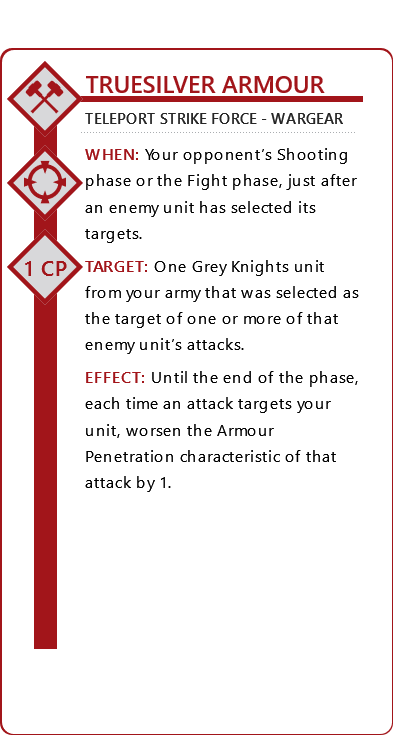 TRUESILVER ARMOUR
TELEPORT STRIKE FORCE - WARGEAR
WHEN: Your opponent's Shooting
phase or the Fight phase, just after
an enemy unit has selected its
targets.
1 CP
TARGET: One Grey Knights unit
from your army that was selected as
the target of one or more of that
enemy unit's attacks.
EFFECT: Until the end of the phase,
each time an attack targets your
unit, worsen the Armour
Penetration characteristic of that
attack by 1.